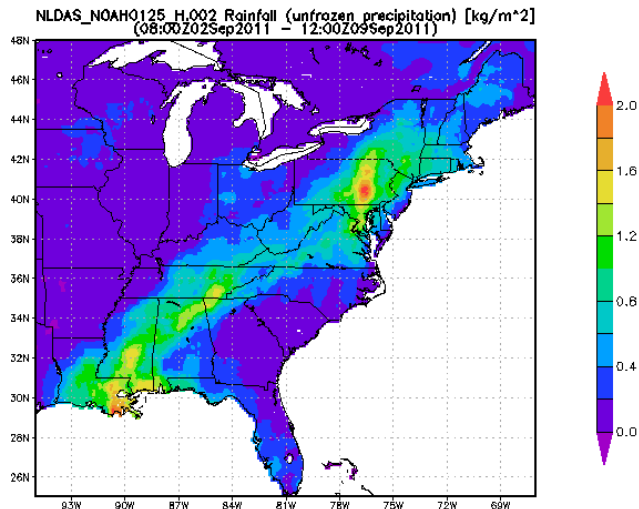 NLDAS_NOAH0125_H.002 Rainfall (unfrozen precipitation) [kg/m^2]
(08:00Z02Sep2011 – 12:00Z09Sep2011)
48N
46N
44N
42N
40N
38N
36N
34N
32N
30N
28N
26N
93W 90W 87W 84W 81W 78W 75W 72W 69W
2.0
1.6
1.2
0.8
0.4
0.0